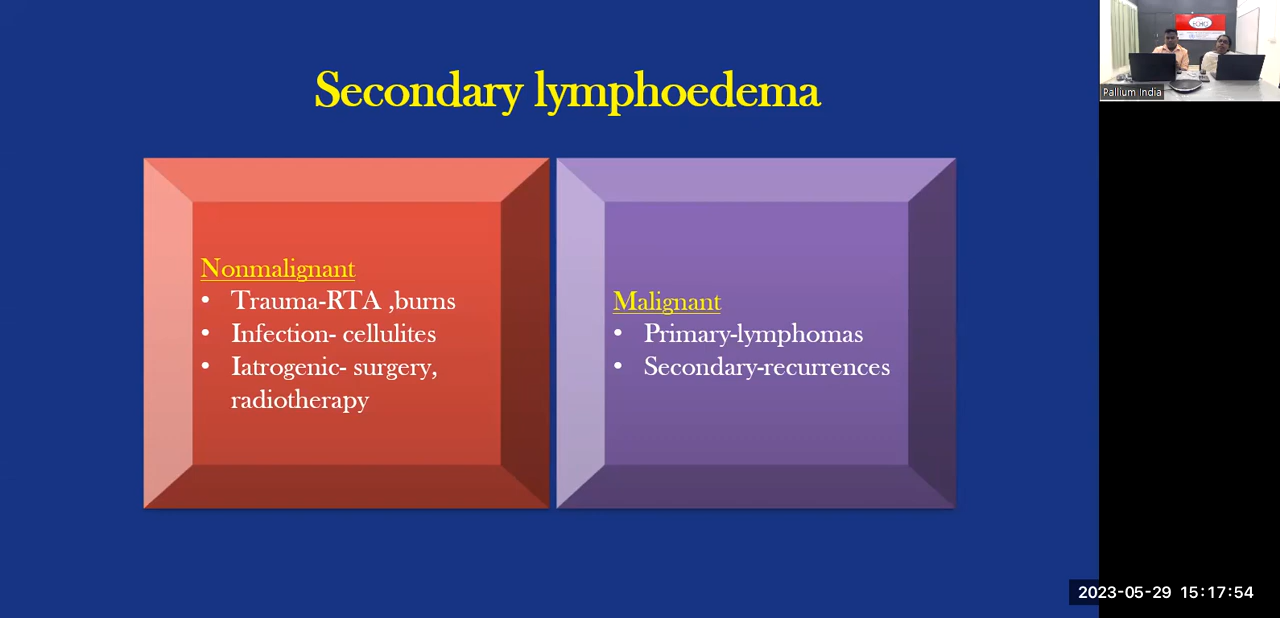 Secondary lymphoedema
Nonmalignant
• Trauma-RTA ,burns
• Infection- cellulites
• Iatrogenic- surgery,
radiotherapy
Malignant
• Primary-lymphomas
• Secondary-recurrences
ECHO
Pallium India
2023-05-29 15:17:54